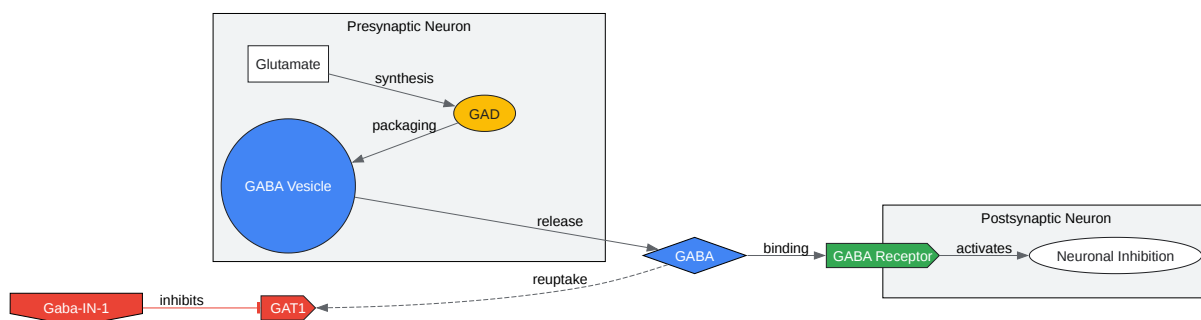 Presynaptic Neuron
Glutamate
synthesis
GAD
packaging
GABA Vesicle
release
Postsynaptic Neuron
GABA
binding
GABA Receptor
activates
Neuronal Inhibition
reuptake
Gaba-IN-1
inhibits
GAT1